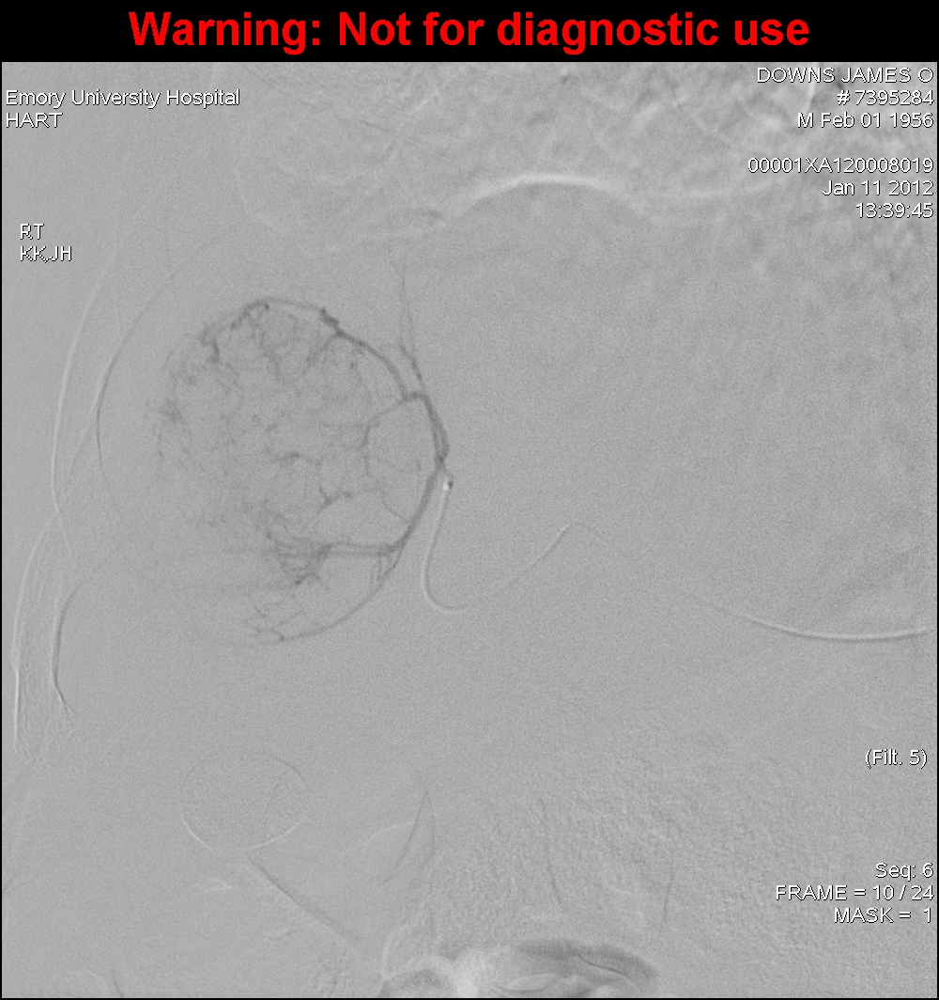 Warning: Not for diagnostic use
Emory University Hospital
HART
DOWNS JAMES O
# 7395284
M Feb 01 1956
00001XA120008019
Jan 11 2012
13:39:45
RT
KK,JH
(Filt. 5)
Seq: 6
FRAME = 10 / 24
MASK = 1